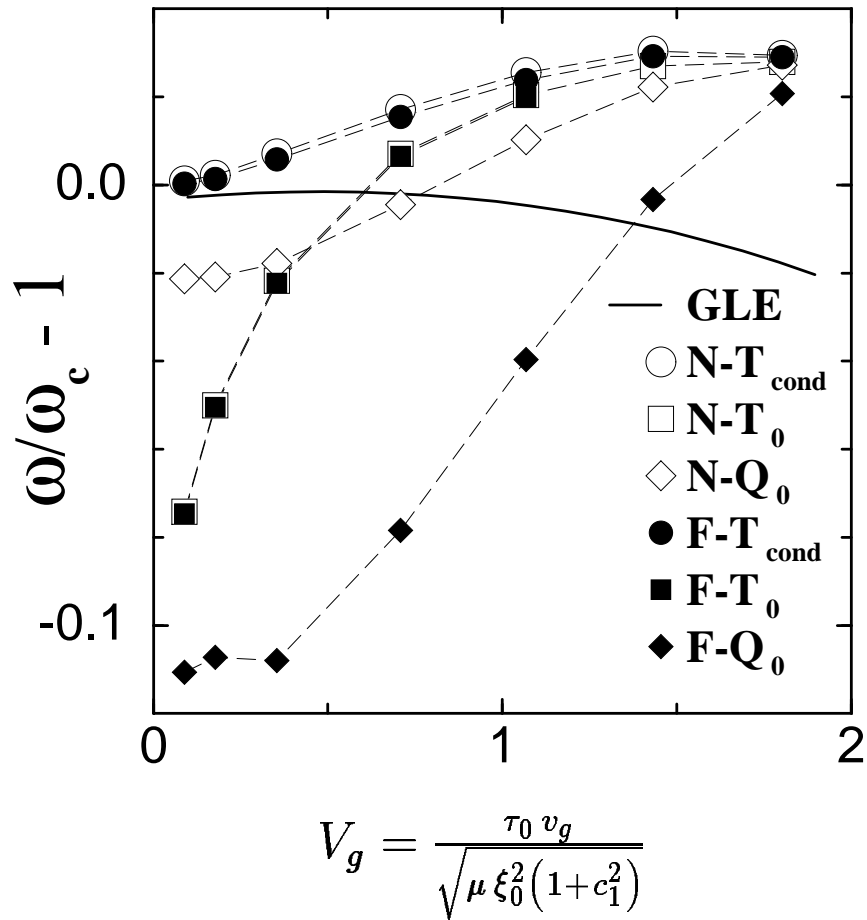 0.0
-0.1
ω/ω_c - 1
GLE
N-T_cond
N-T_0
N-Q_0
F-T_cond
F-T_0
F-Q_0
0 1 2
V_g = τ_0 v_g / √(μ ξ_0^2 (1+c_1^2))